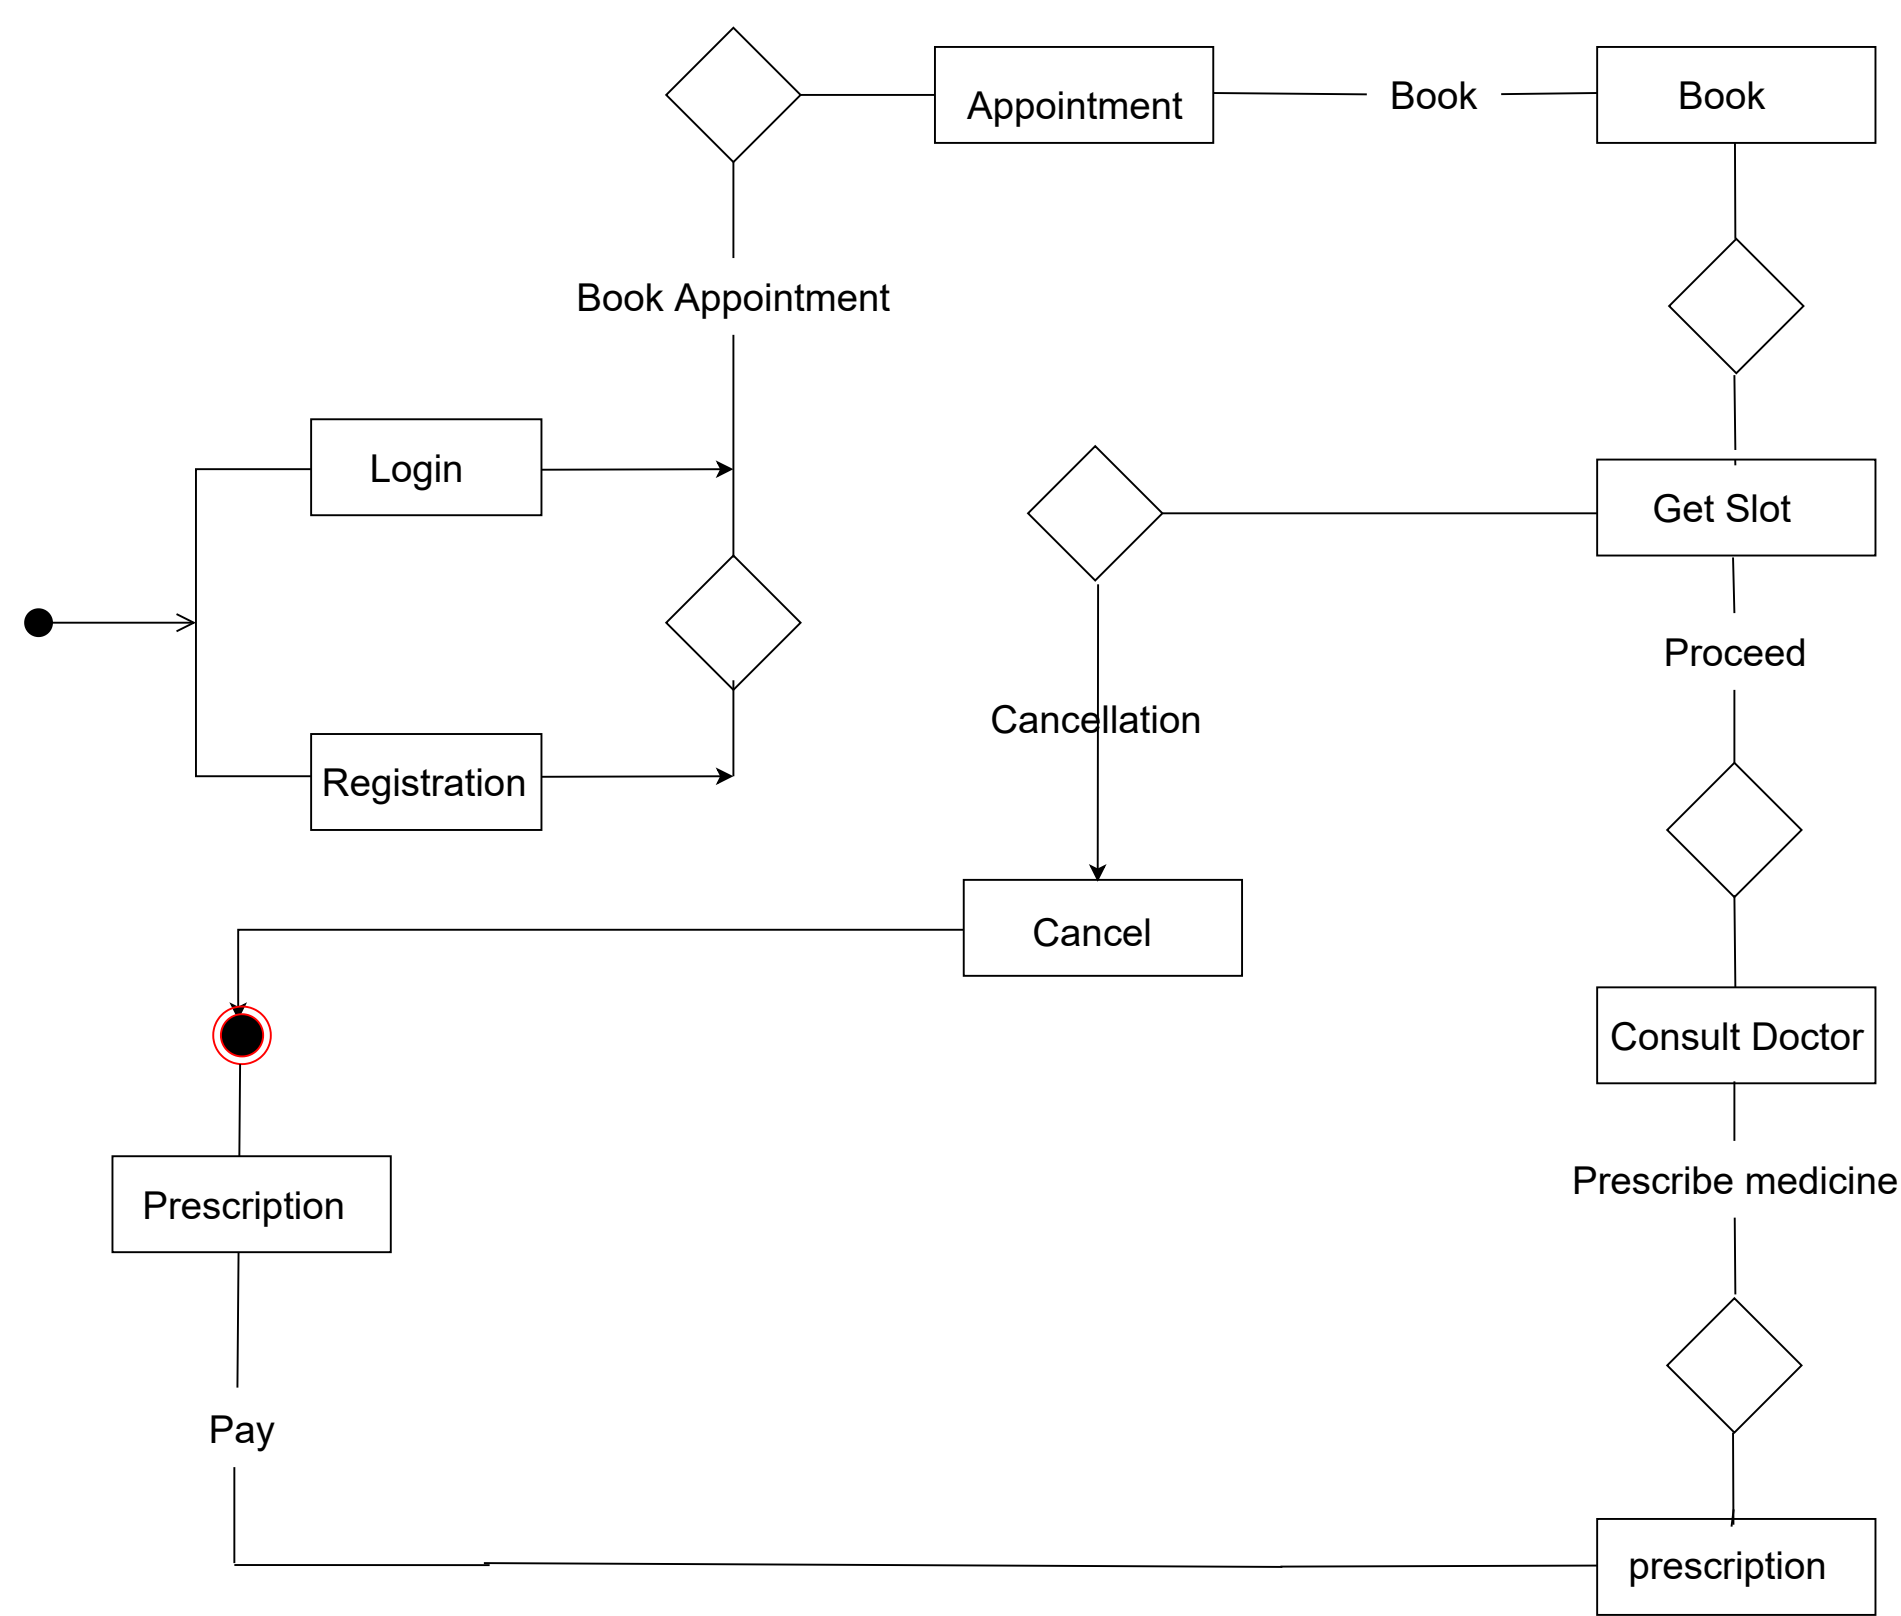 Appointment
Book
Book
Book Appointment
Login
Get Slot
Proceed
Cancellation
Registration
Cancel
Consult Doctor
Prescribe medicine
Prescription
Pay
prescription